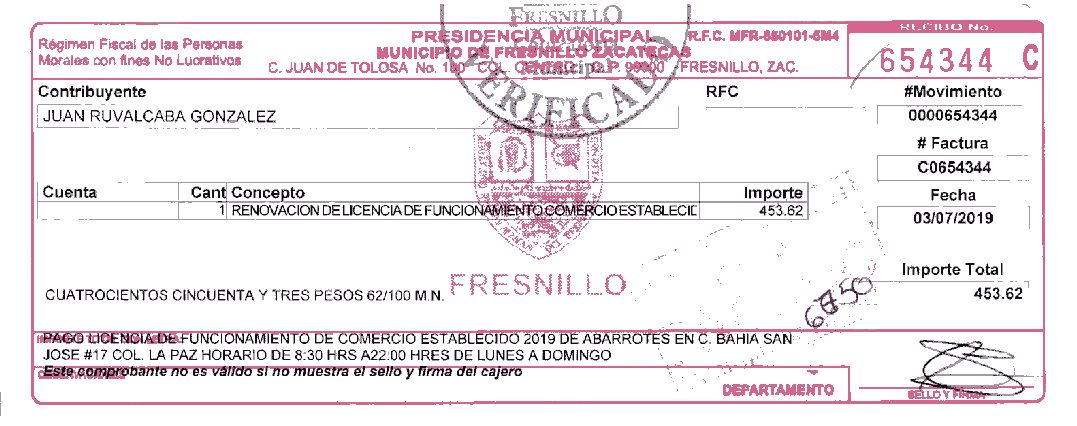 FRESNILLO
PRESIDENCIA MUNICIPAL
R.F.C. MFR-850101-5M4
RECIBO No.
Régimen Fiscal de las Personas
Morales con fines No Lucrativos
MUNICIPIO DE FRESNILLO ZACATECAS
C. JUAN DE TOLOSA No. 100 COL. CENTRO C.P. 99000 FRESNILLO, ZAC.
654344 C
VERIFICADA
Contribuyente
RFC
#Movimiento
JUAN RUVALCABA GONZALEZ
0000654344
# Factura
C0654344
Cuenta Cant Concepto Importe
Fecha
1 RENOVACION DE LICENCIA DE FUNCIONAMIENTO COMERCIO ESTABLECID 453.62
03/07/2019
Importe Total
453.62
FRESNILLO
CUATROCIENTOS CINCUENTA Y TRES PESOS 62/100 M.N.
PAGO LICENCIA DE FUNCIONAMIENTO DE COMERCIO ESTABLECIDO 2019 DE ABARROTES EN C. BAHIA SAN
JOSE #17 COL. LA PAZ HORARIO DE 8:30 HRS A22:00 HRES DE LUNES A DOMINGO
Este comprobante no es válido si no muestra el sello y firma del cajero
DEPARTAMENTO
SELLO Y FIRMA